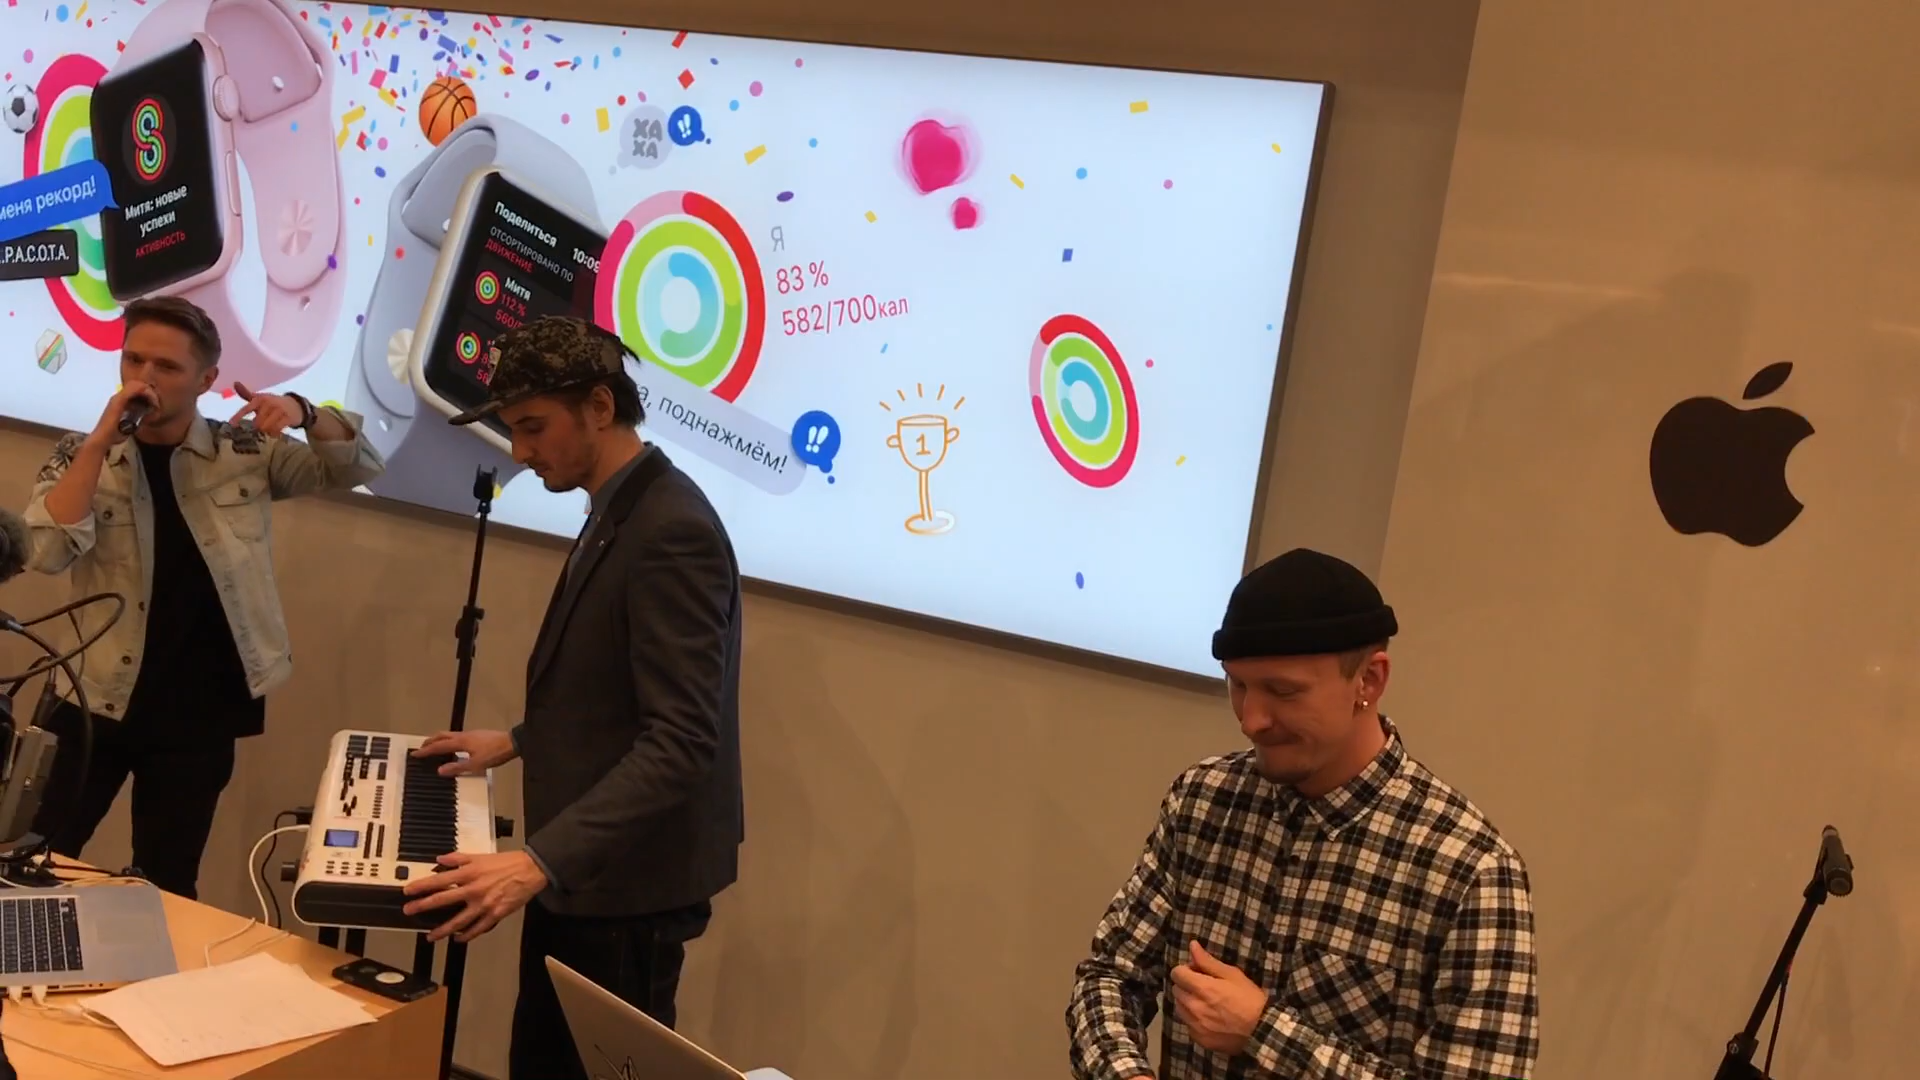 меня рекорд!
.Р.А.С.О.Т.А.
Митя: новые
успехи
АКТИВНОСТЬ
ХА
ХА
!!
Поделиться
10:09
ОТСОРТИРОВАНО ПО
ДВИЖЕНИЕ
Митя
112 %
560/
Я
83 %
582/700кал
а, поднажмём!
!!
1